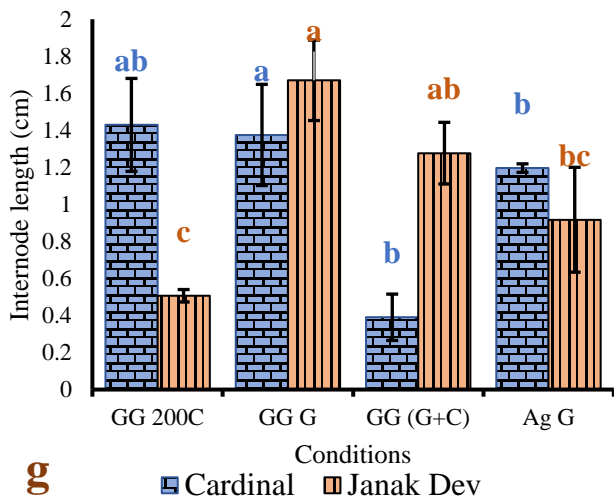 Internode length (cm)
2
1.8
1.6
1.4
1.2
1
0.8
0.6
0.4
0.2
0
ab
c
a
a
b
ab
b
bc
GG 200C GG G GG (G+C) Ag G
Conditions
g
Cardinal Janak Dev